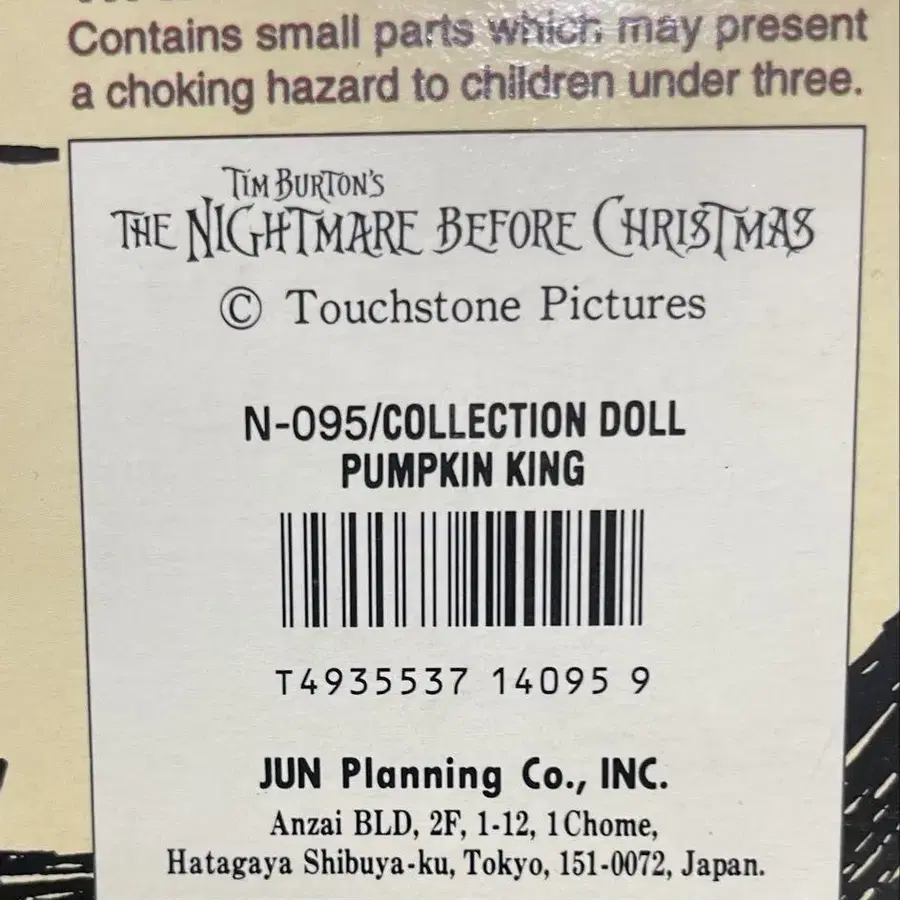 Contains small parts which may present
a choking hazard to children under three.
TIM BURTON'S
THE NIGHTMARE BEFORE CHRISTMAS
© Touchstone Pictures
N-095/COLLECTION DOLL
PUMPKIN KING
T4935537 14095 9
JUN Planning Co., INC.
Anzai BLD, 2F, 1-12, 1Chome,
Hatagaya Shibuya-ku, Tokyo, 151-0072, Japan.